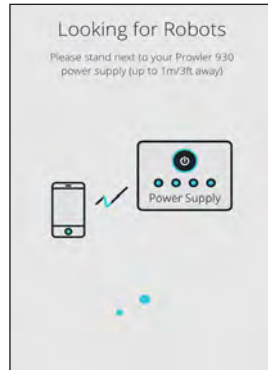 Looking for Robots
Please stand next to your Prowler 930
power supply (up to 1m/3ft away)
Power Supply